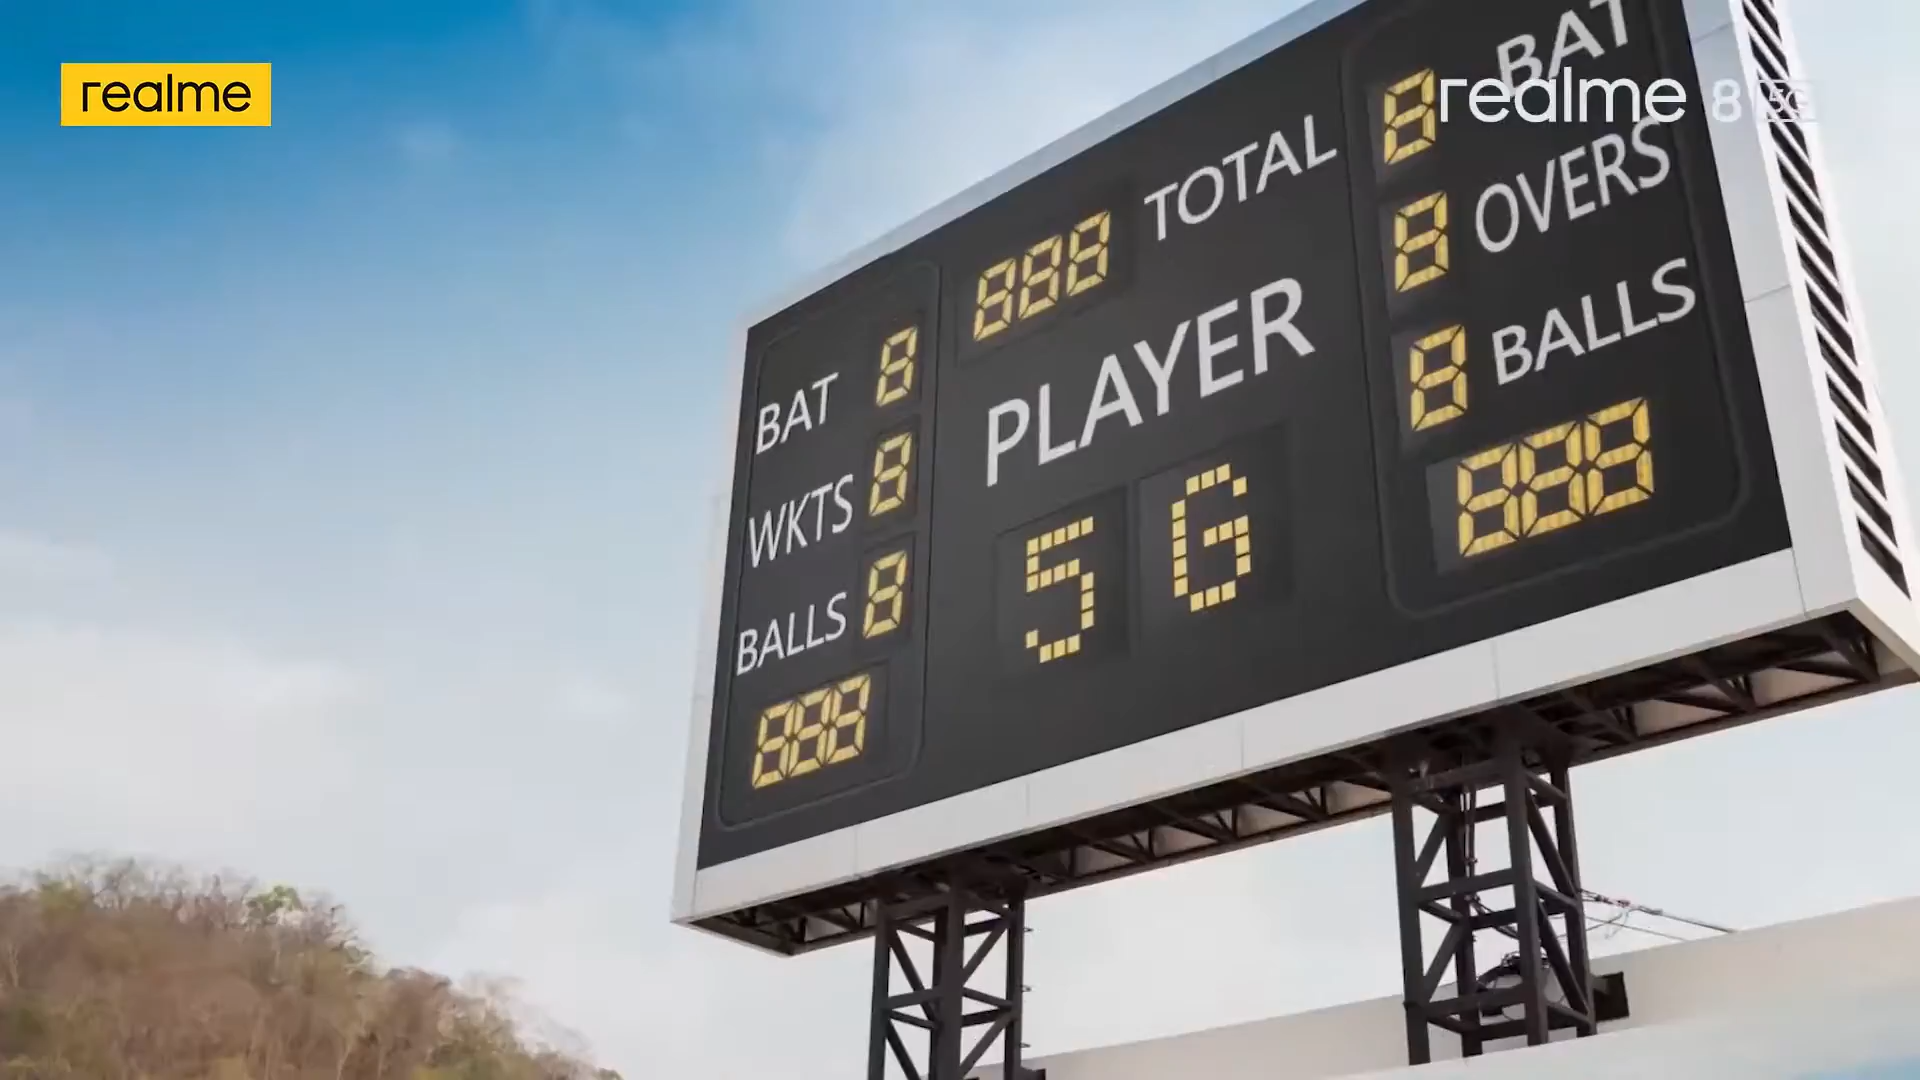 realme
realme 8 5G
BAT 8
WKTS 8
BALLS 8
888
888 TOTAL
PLAYER
5 G
8 BAT
8 OVERS
8 BALLS
888